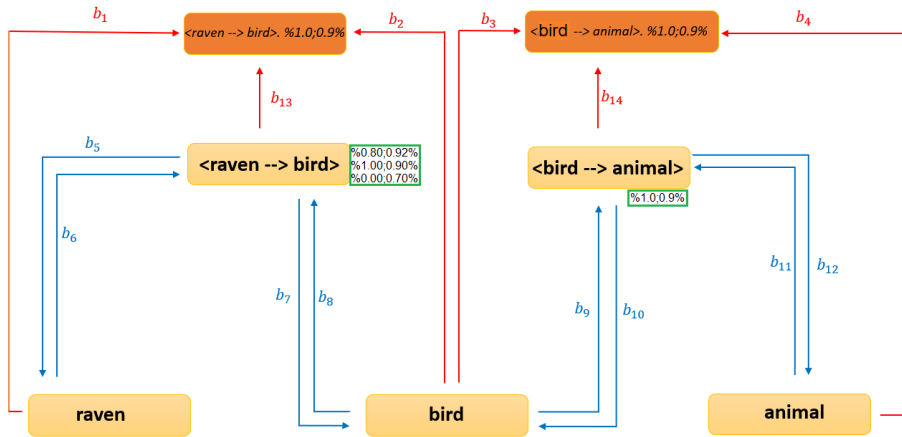 b1
b2
b3
b4
<raven --> bird>. %1.0;0.9%
<bird --> animal>. %1.0;0.9%
b13
b14
b5
<raven --> bird>
%0.80;0.92%
%1.00;0.90%
%0.00;0.70%
<bird --> animal>
%1.0;0.9%
b6
b7
b8
b9
b10
b11
b12
raven
bird
animal